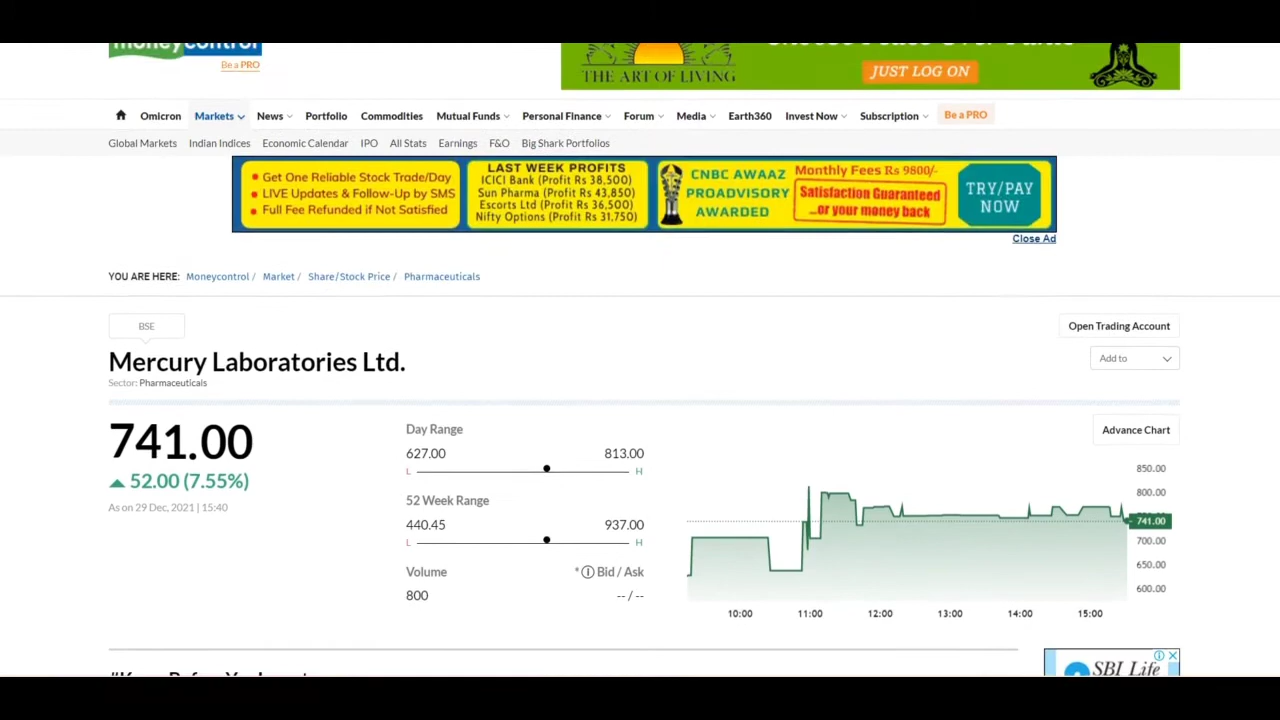 moneycontrol
Be a PRO
THE ART OF LIVING
JUST LOG ON
Omicron Markets News Portfolio Commodities Mutual Funds Personal Finance Forum Media Earth360 Invest Now Subscription Be a PRO
Global Markets Indian Indices Economic Calendar IPO All Stats Earnings F&O Big Shark Portfolios
Get One Reliable Stock Trade/Day
LIVE Updates & Follow-Up by SMS
Full Fee Refunded if Not Satisfied
LAST WEEK PROFITS
ICICI Bank (Profit Rs 38,500)
Sun Pharma (Profit R$ 43,850)
Escorts Ltd (Profit Rs 36,500)
Nifty Options (Profit Rs 31,750)
CNBC AWAAZ
PROADVISORY
AWARDED
Monthly Fees Rs 9800/-
Satisfaction Guaranteed
...or your money back
TRY/PAY
NOW
Close Ad
YOU ARE HERE: Moneycontrol / Market / Share/Stock Price / Pharmaceuticals
BSE
Open Trading Account
Mercury Laboratories Ltd.
Add to
Sector: Pharmaceuticals
741.00
52.00 (7.55%)
As on 29 Dec, 2021 | 15:40
Day Range
627.00 813.00
L H
52 Week Range
440.45 937.00
L H
Volume * Bid / Ask
800 -- / --
Advance Chart
850.00
800.00
741.00
700.00
650.00
600.00
10:00 11:00 12:00 13:00 14:00 15:00
SBI Life